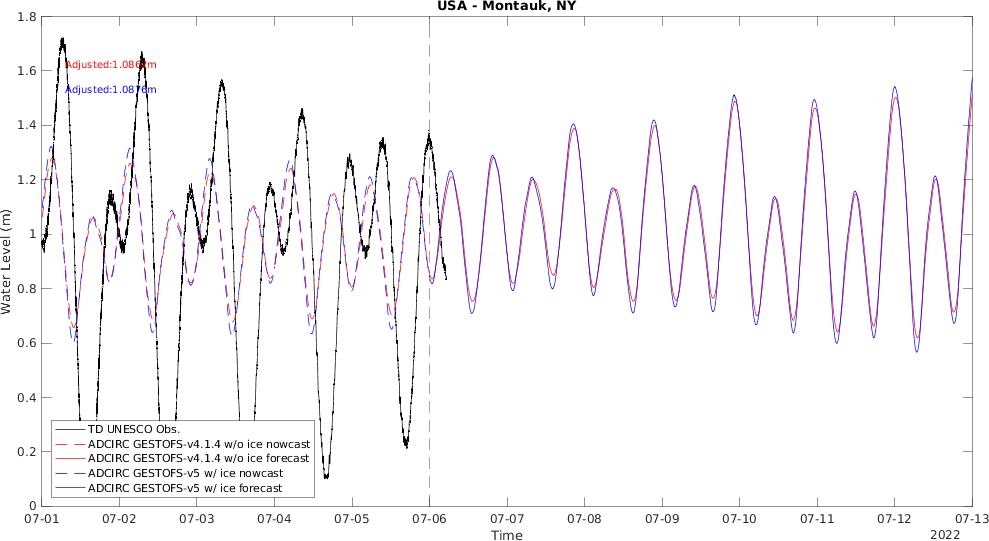 USA - Montauk, NY
Water Level (m)
1.8
1.6
1.4
1.2
1
0.8
0.6
0.4
0.2
0
Adjusted:1.0876m
TD UNESCO Obs.
ADCIRC GESTOFS-v4.1.4 w/o ice nowcast
ADCIRC GESTOFS-v4.1.4 w/o ice forecast
ADCIRC GESTOFS-v5 w/ ice nowcast
ADCIRC GESTOFS-v5 w/ ice forecast
07-01 07-02 07-03 07-04 07-05 07-06 07-07 07-08 07-09 07-10 07-11 07-12 07-13
Time
2022